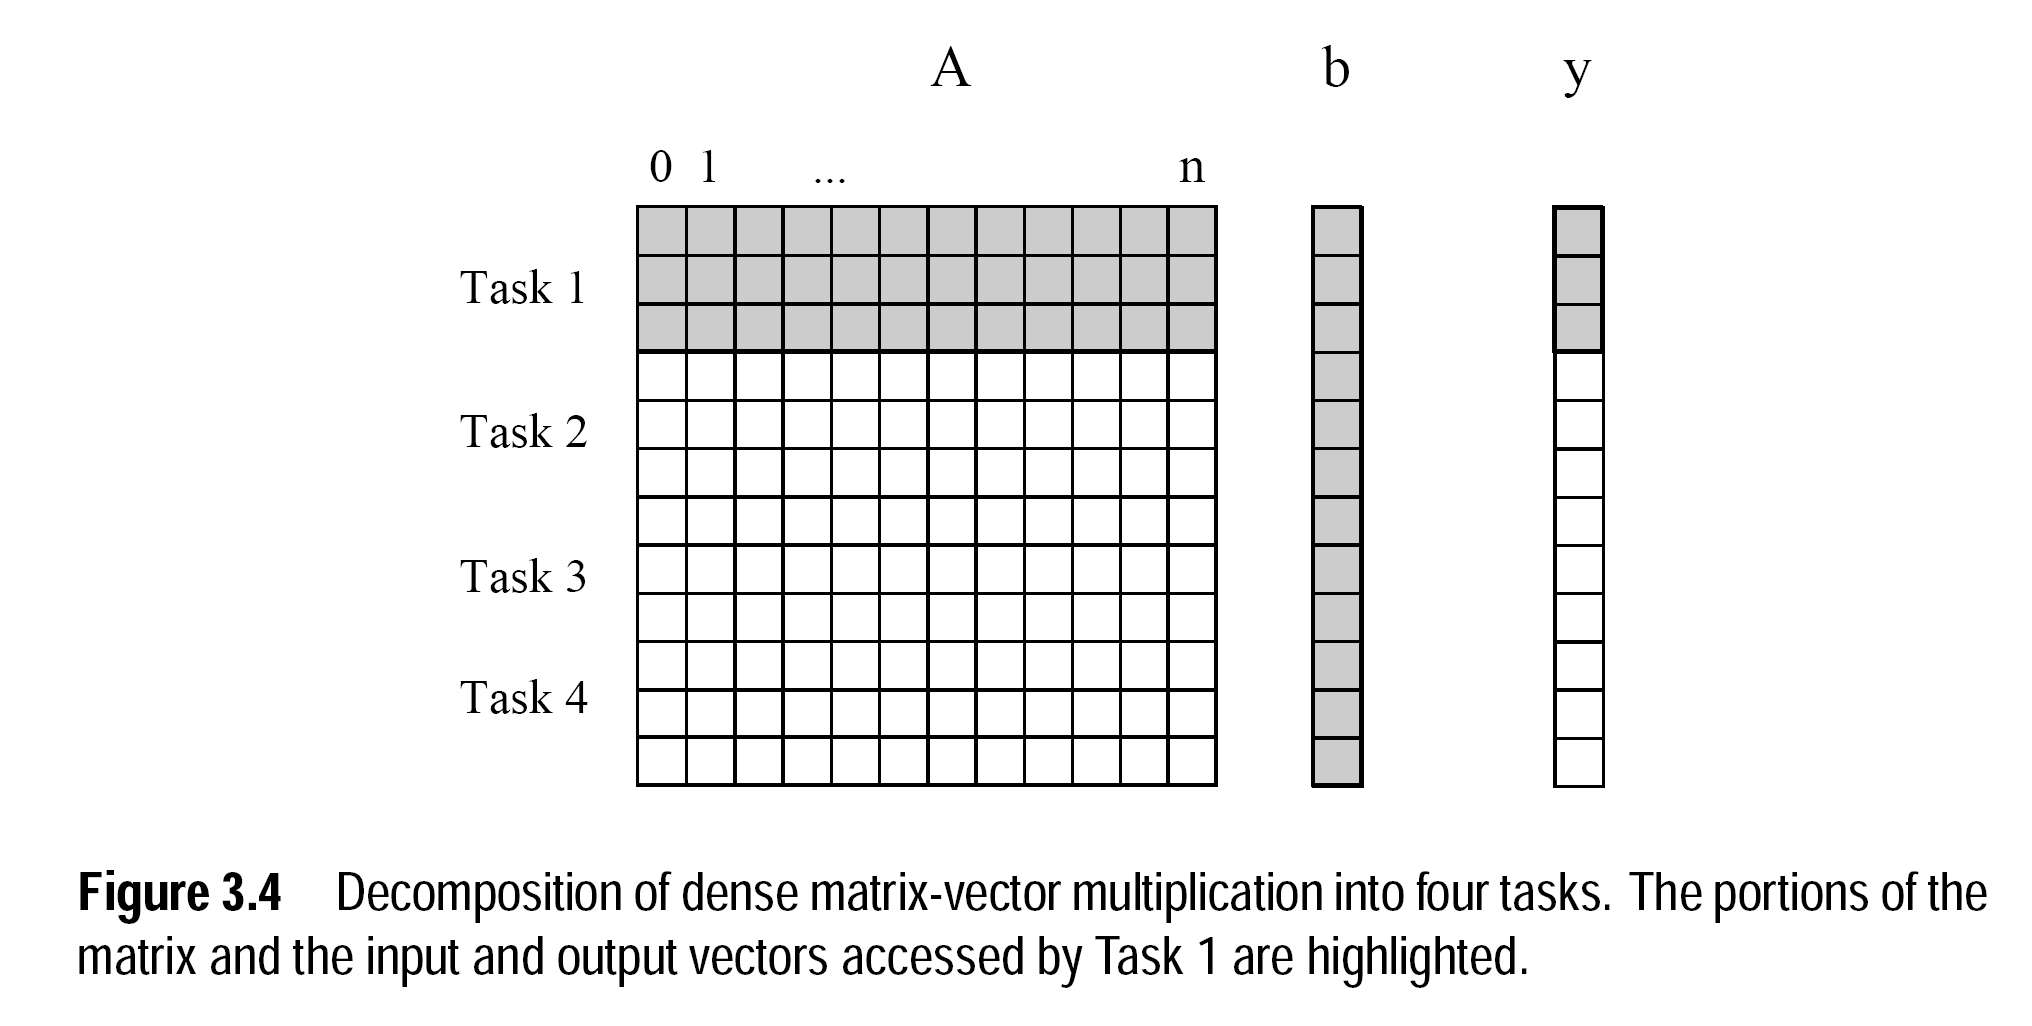 A b y
0 1 ... n
Task 1
Task 2
Task 3
Task 4
Figure 3.4 Decomposition of dense matrix-vector multiplication into four tasks. The portions of the
matrix and the input and output vectors accessed by Task 1 are highlighted.